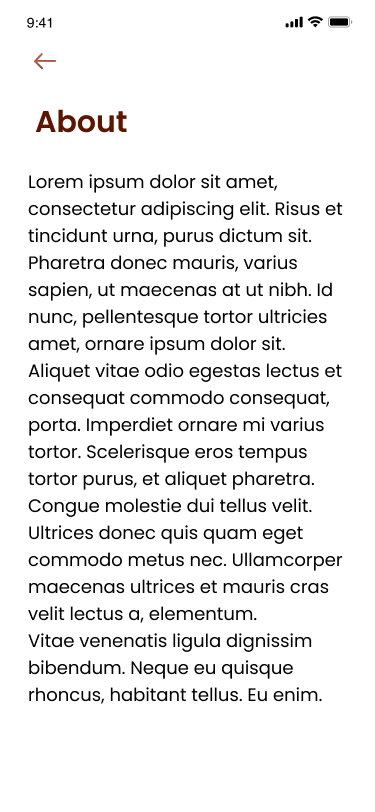 9:41
About
Lorem ipsum dolor sit amet,
consectetur adipiscing elit. Risus et
tincidunt urna, purus dictum sit.
Pharetra donec mauris, varius
sapien, ut maecenas at ut nibh. Id
nunc, pellentesque tortor ultricies
amet, ornare ipsum dolor sit.
Aliquet vitae odio egestas lectus et
consequat commodo consequat,
porta. Imperdiet ornare mi varius
tortor. Scelerisque eros tempus
tortor purus, et aliquet pharetra.
Congue molestie dui tellus velit.
Ultrices donec quis quam eget
commodo metus nec. Ullamcorper
maecenas ultrices et mauris cras
velit lectus a, elementum.
Vitae venenatis ligula dignissim
bibendum. Neque eu quisque
rhoncus, habitant tellus. Eu enim.